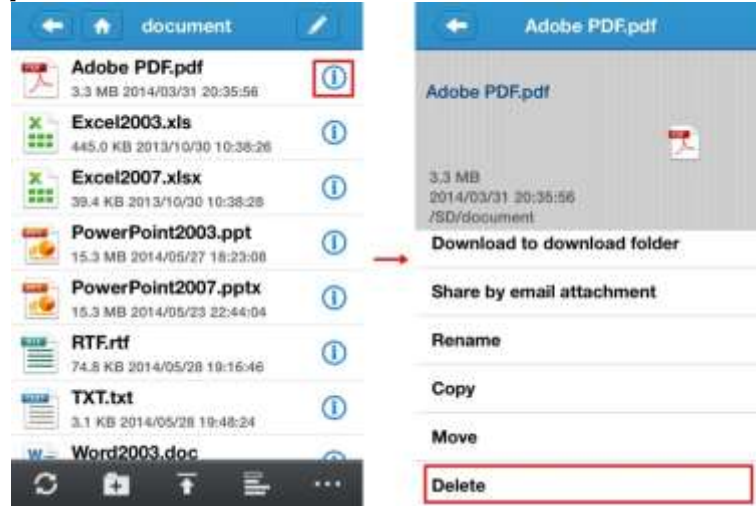 document
Adobe PDF.pdf
3.3 MB 2014/03/31 20:35:56
Excel2003.xls
445.0 KB 2013/10/30 10:38:26
Excel2007.xlsx
39.4 KB 2013/10/30 10:38:28
PowerPoint2003.ppt
15.3 MB 2014/05/27 18:23:08
PowerPoint2007.pptx
15.3 MB 2014/05/23 22:44:04
RTF.rtf
74.8 KB 2014/05/28 19:16:46
TXT.txt
3.1 KB 2014/05/28 19:48:24
Word2003.doc
Adobe PDF.pdf
Adobe PDF.pdf
3.3 MB
2014/03/31 20:35:56
/SD/document
Download to download folder
Share by email attachment
Rename
Copy
Move
Delete